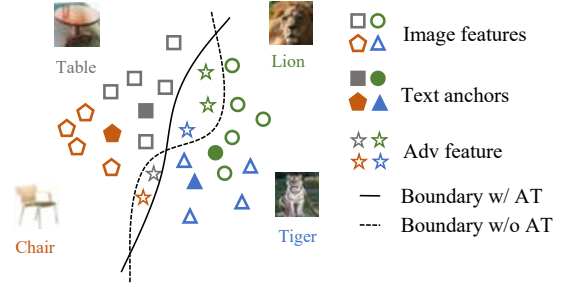 Table
Lion
Chair
Tiger
Image features
Text anchors
Adv feature
Boundary w/ AT
Boundary w/o AT